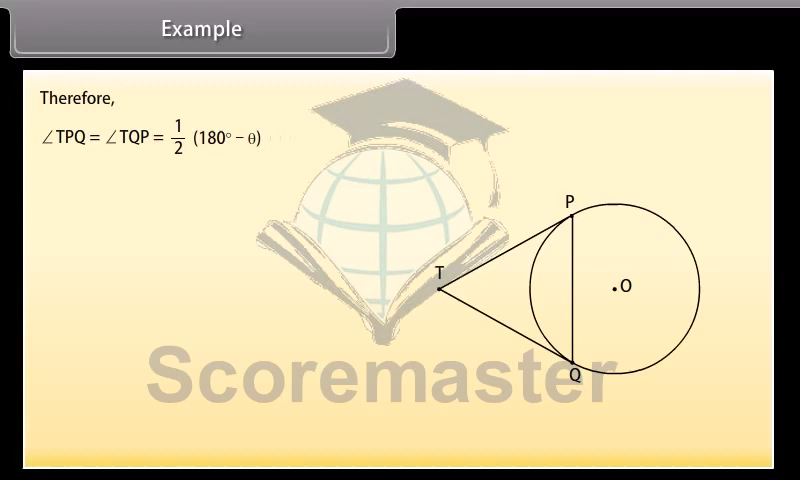 Example
Therefore,
∠TPQ = ∠TQP = 1/2 (180° − θ)
P
T
O
Q
Scoremaster